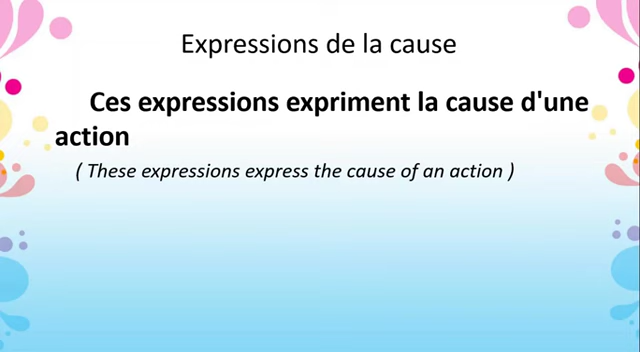 Expressions de la cause
Ces expressions expriment la cause d'une
action
( These expressions express the cause of an action )